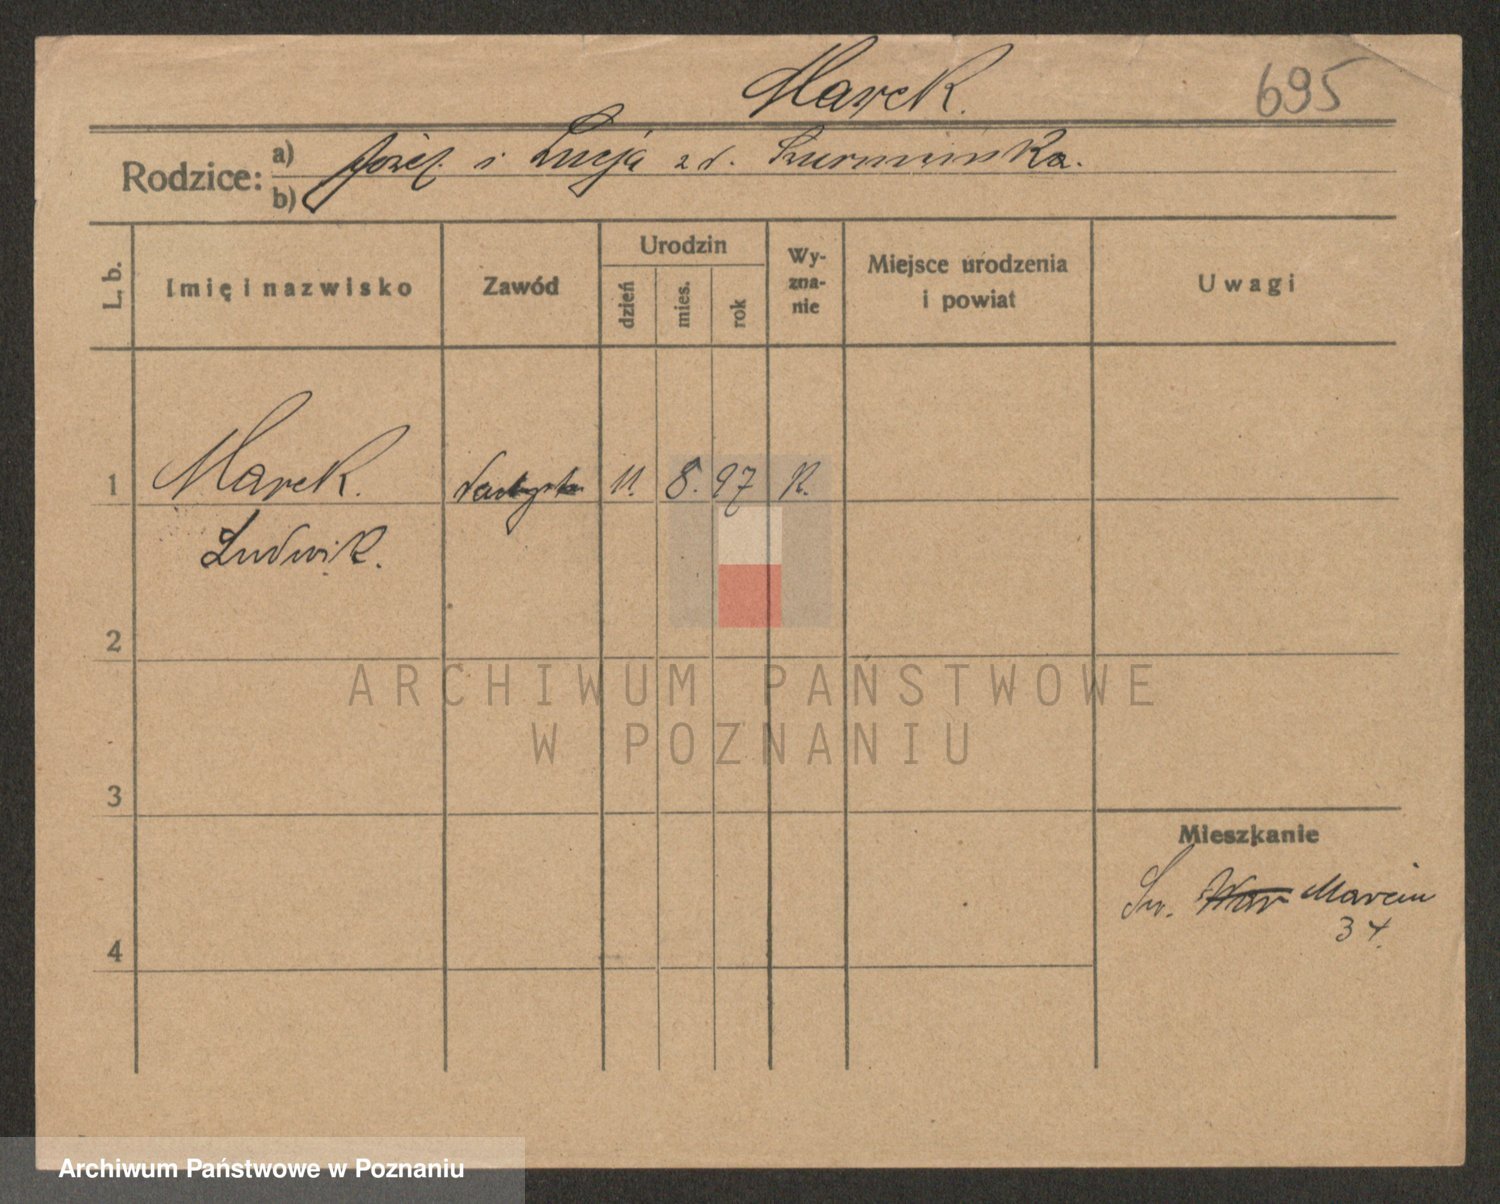 Marek. 695
Rodzice: a) Józef. i Łucja z d. Szurmińska.
b)
L. b. Imię i nazwisko Zawód Urodzin dzień mies. rok Wy-zna-nie Miejsce urodzenia i powiat Uwagi
1 Marek. 11. 8. 97 R.
Ludwik.
2
ARCHIWUM PAŃSTWOWE
W POZNANIU
3
Mieszkanie
Św. Marcin
34.
4
Archiwum Państwowe w Poznaniu